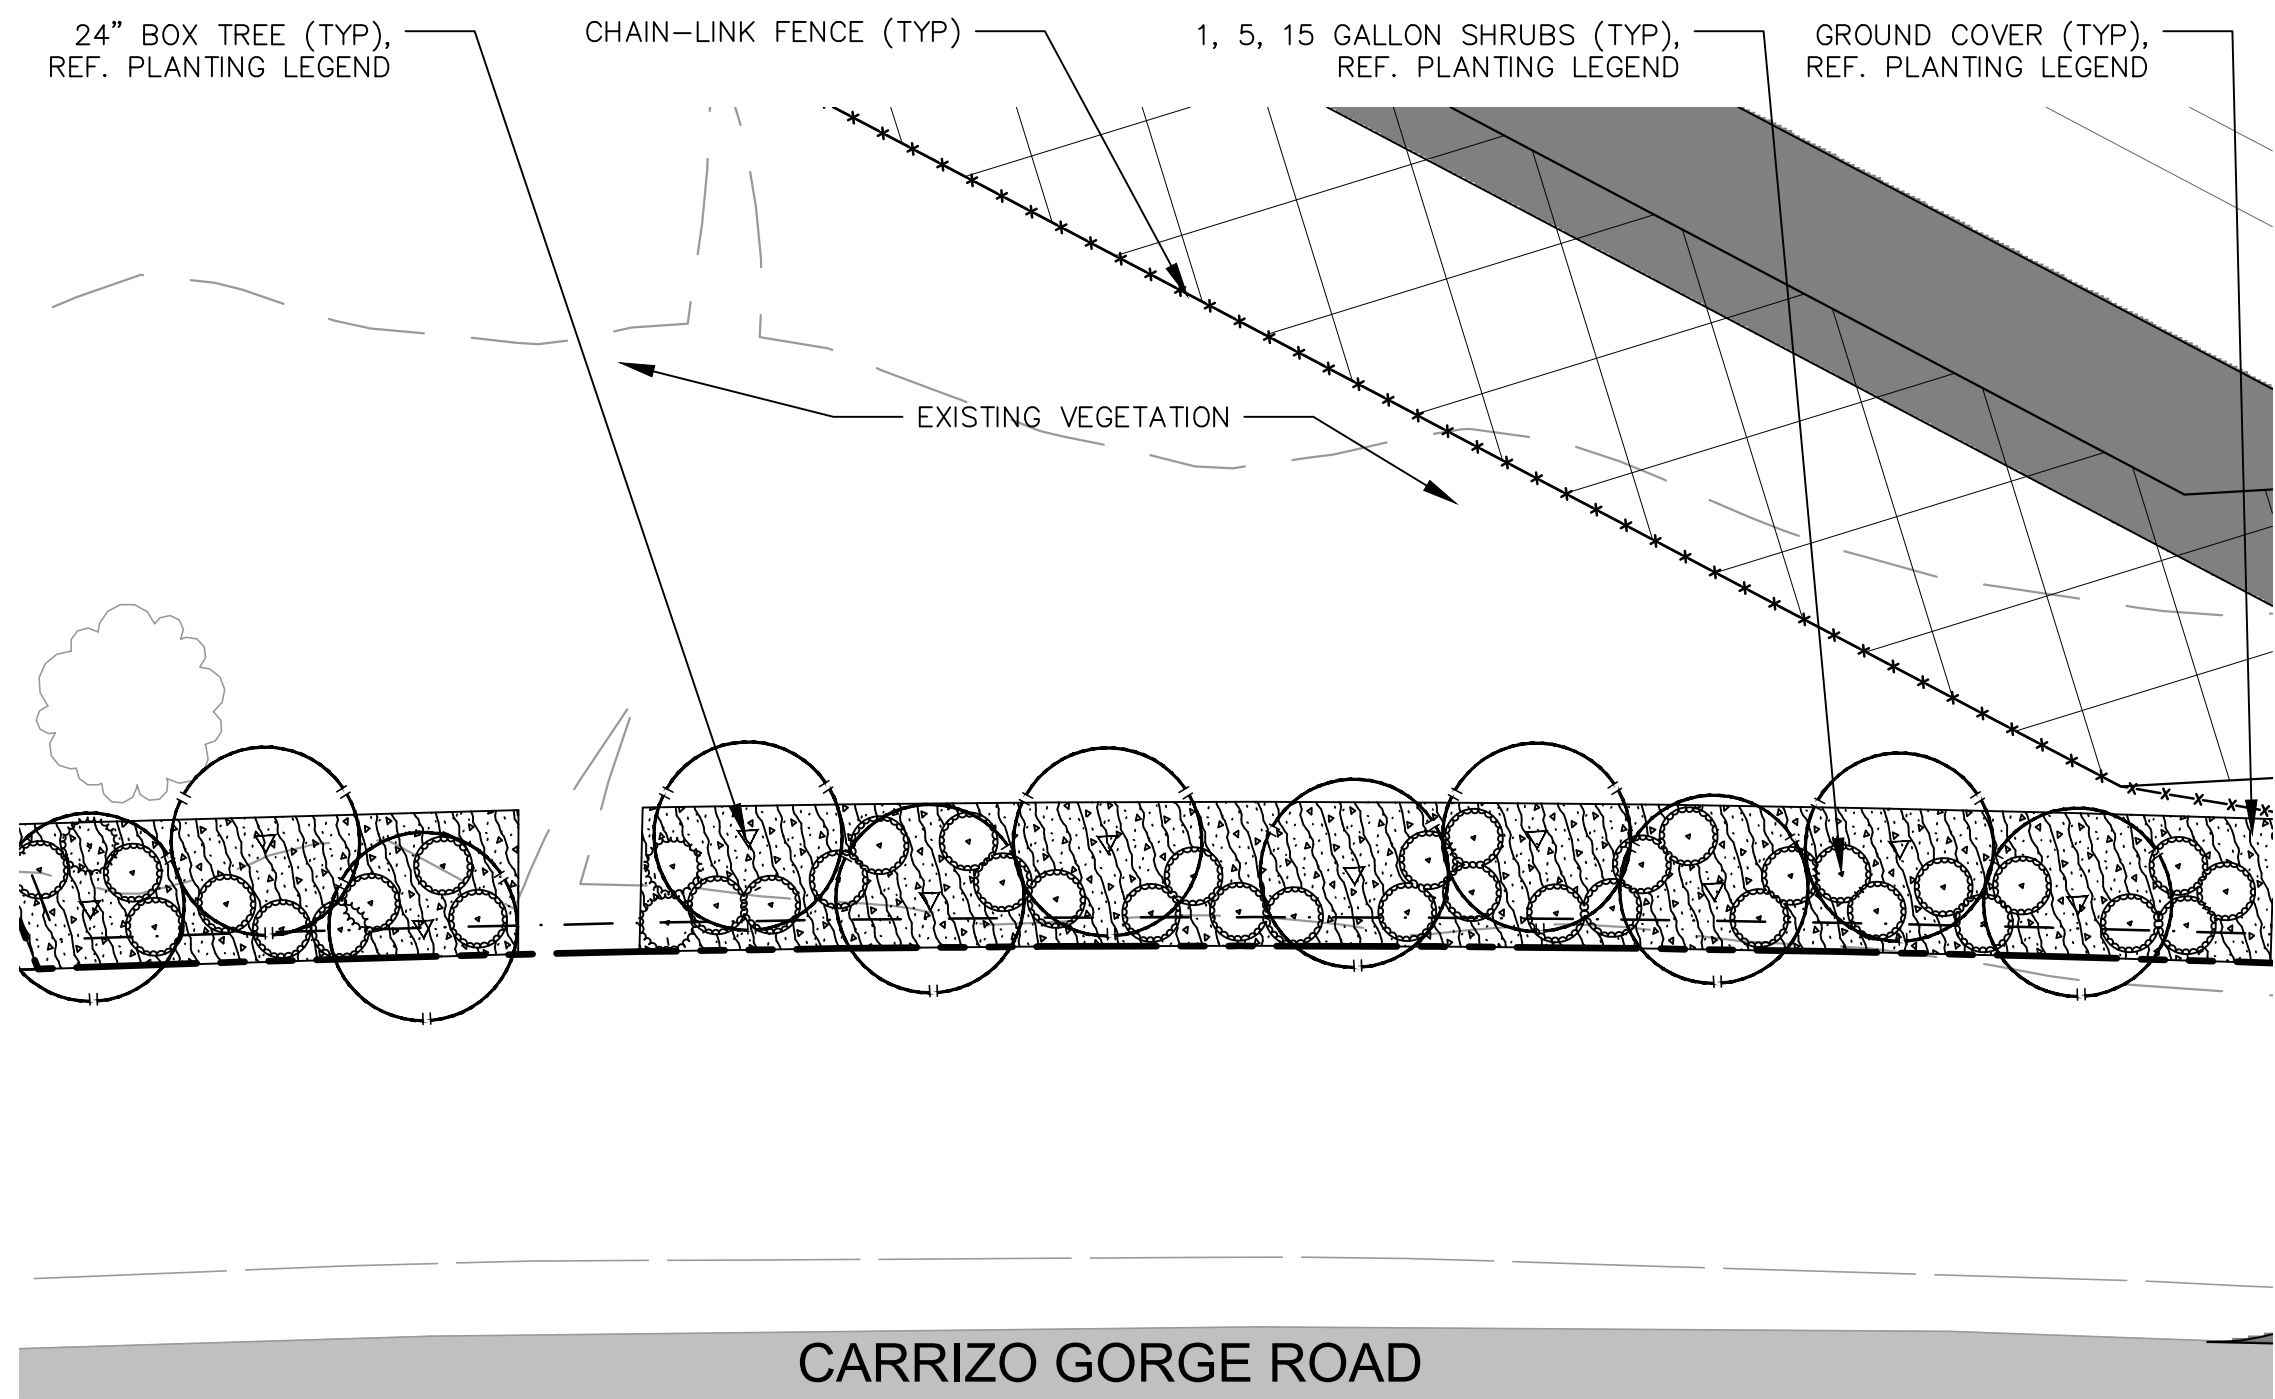 24” BOX TREE (TYP),
REF. PLANTING LEGEND
CHAIN–LINK FENCE (TYP)
1, 5, 15 GALLON SHRUBS (TYP),
REF. PLANTING LEGEND
GROUND COVER (TYP),
REF. PLANTING LEGEND
EXISTING VEGETATION
CARRIZO GORGE ROAD